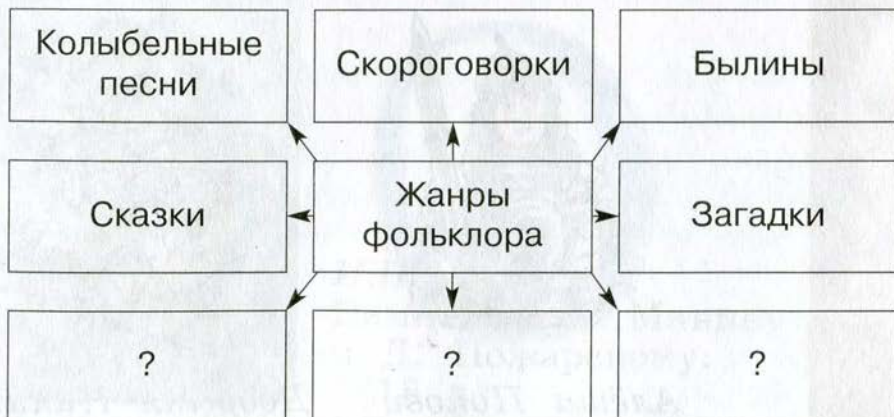 Колыбельные
песни
Скороговорки
Былины
Сказки
Жанры
фольклора
Загадки
?
?
?